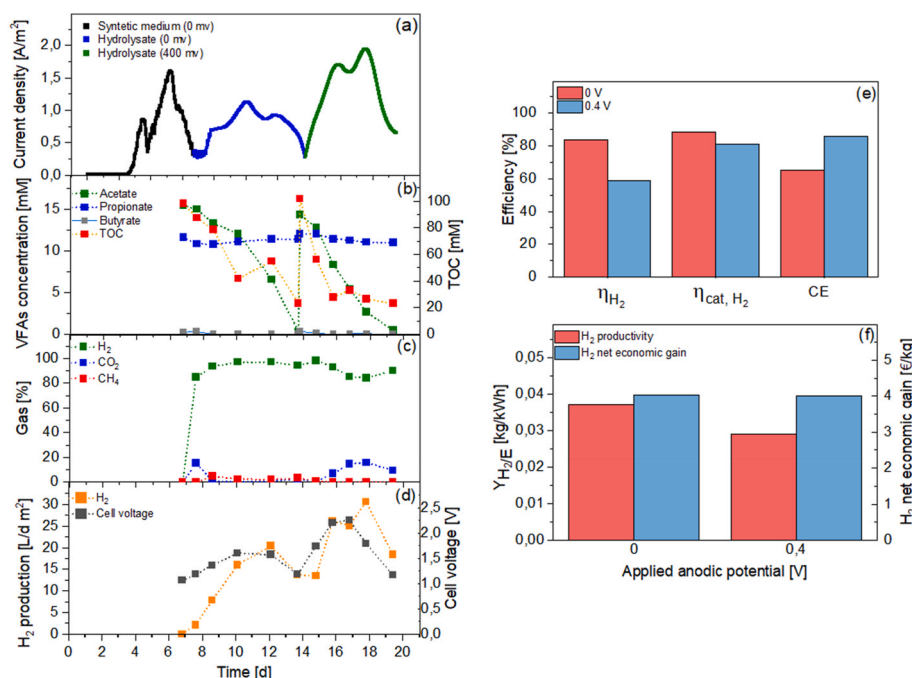 (a)
Syntetic medium (0 mv)
Hydrolysate (0 mv)
Hydrolysate (400 mv)
Current density [A/m²]
2,0
1,5
1,0
0,5
0,0
(b)
Acetate
Propionate
Butyrate
TOC
VFAs concentration [mM]
15
10
5
0
TOC [mM]
100
80
60
40
20
0
(c)
H₂
CO₂
CH₄
Gas [%]
100
80
60
40
20
0
(d)
H₂
Cell voltage
H₂ production [L/d m²]
30
25
20
15
10
5
0
Cell voltage [V]
2,5
2,0
1,5
1,0
0,5
0,0
0 2 4 6 8 10 12 14 16 18 20
Time [d]
(e)
0 V
0.4 V
Efficiency [%]
100
80
60
40
20
0
ηH₂
ηcat, H₂
CE
(f)
H₂ productivity
H₂ net economic gain
YH₂/E [kg/kWh]
0,05
0,04
0,03
0,02
0,01
0,00
H₂ net economic gain [€/kg]
5
4
3
2
1
0
0 0,4
Applied anodic potential [V]